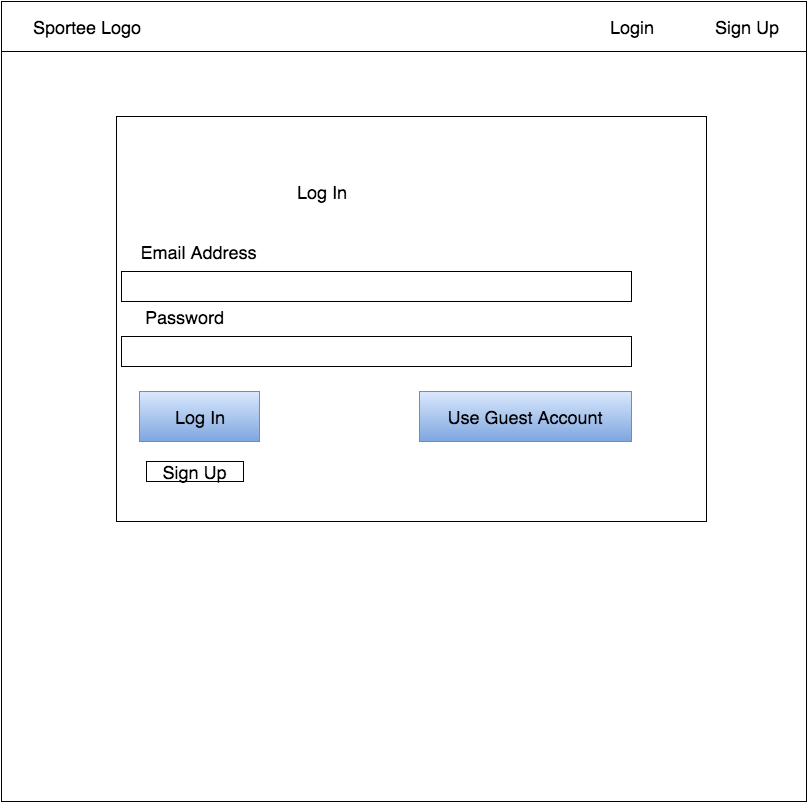 Sportee Logo
Login
Sign Up
Log In
Email Address
Password
Log In
Use Guest Account
Sign Up